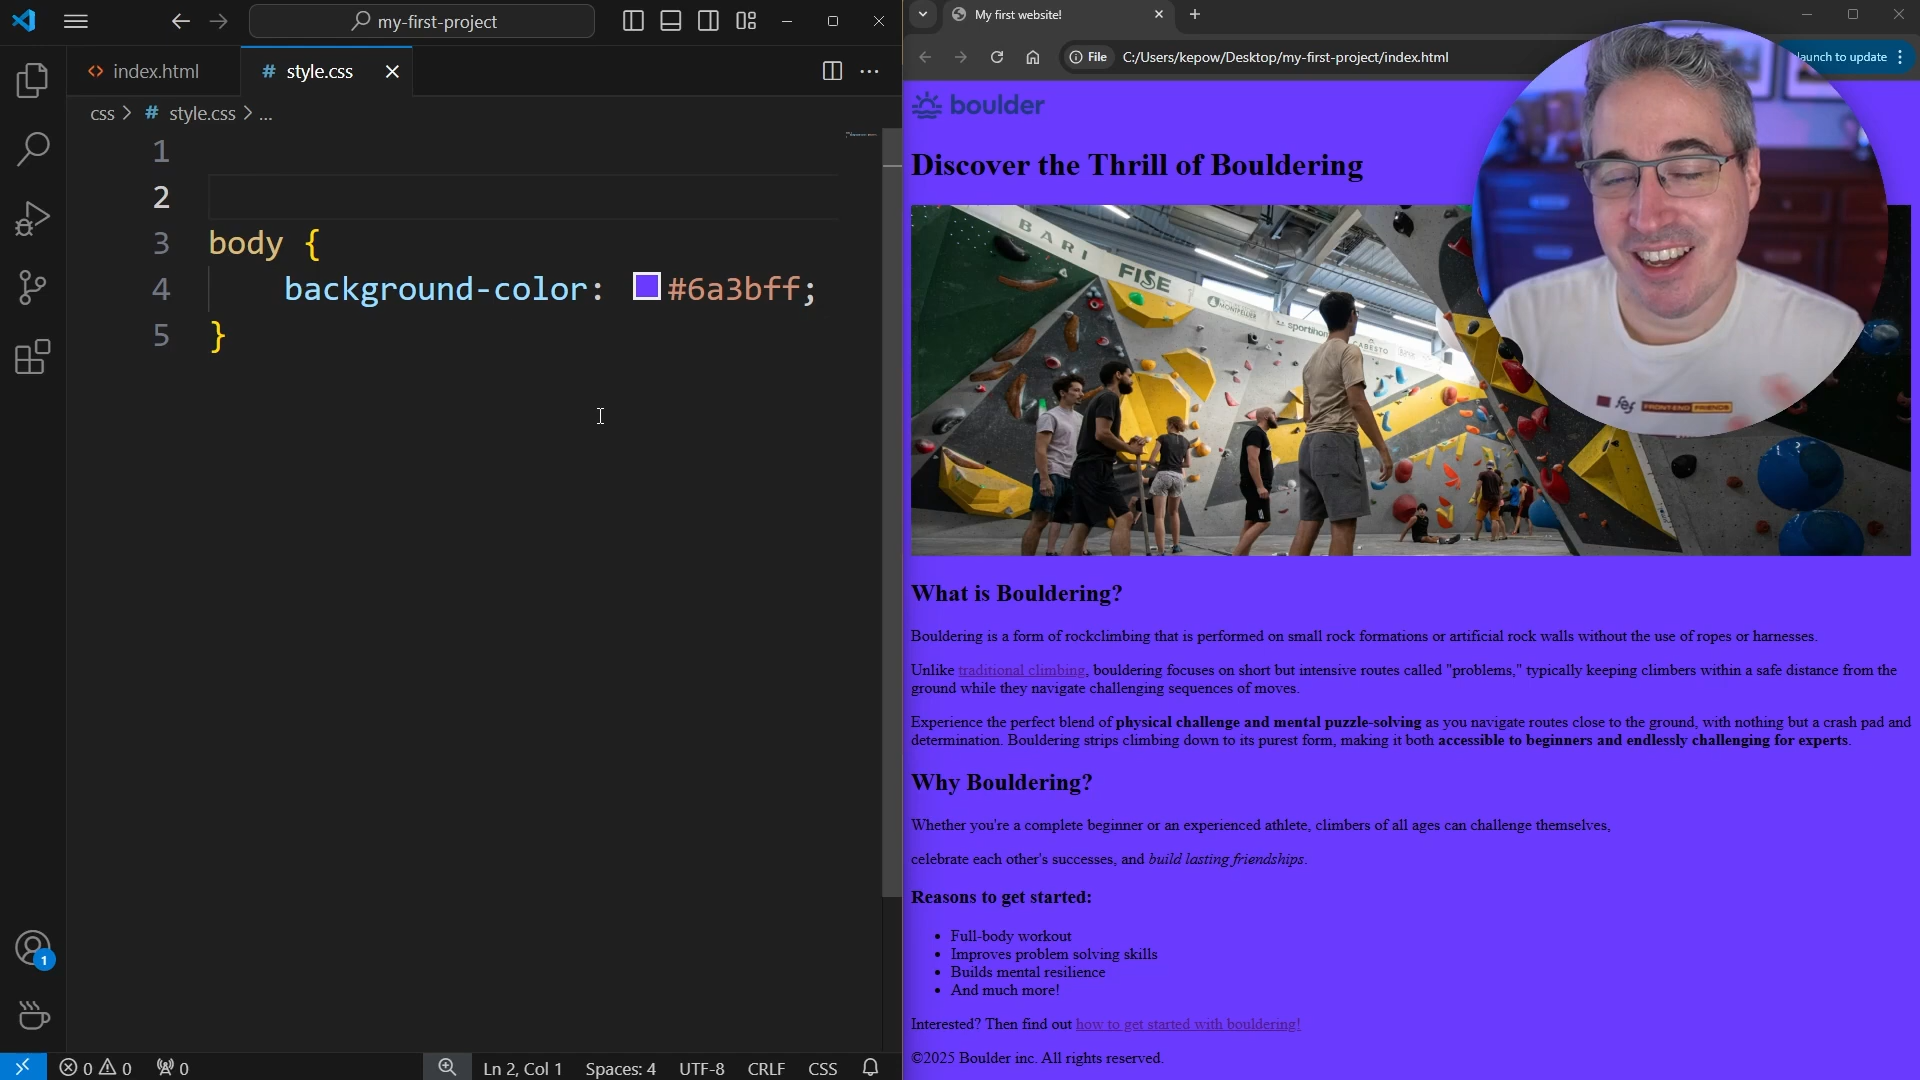 my-first-project
index.html
# style.css
css > # style.css > ...
1
2
3 body {
4 background-color: #6a3bff;
5 }
1
0 0 0
Ln 2, Col 1 Spaces: 4 UTF-8 CRLF CSS
My first website!
File C:/Users/kepow/Desktop/my-first-project/index.html
launch to update
boulder
Discover the Thrill of Bouldering
BARI
FISE
MONTPELLIER
CABESTO
fef FRONT-END FRIENDS
What is Bouldering?
Bouldering is a form of rockclimbing that is performed on small rock formations or artificial rock walls without the use of ropes or harnesses.
Unlike traditional climbing, bouldering focuses on short but intensive routes called "problems," typically keeping climbers within a safe distance from the
ground while they navigate challenging sequences of moves.
Experience the perfect blend of physical challenge and mental puzzle-solving as you navigate routes close to the ground, with nothing but a crash pad and
determination. Bouldering strips climbing down to its purest form, making it both accessible to beginners and endlessly challenging for experts.
Why Bouldering?
Whether you're a complete beginner or an experienced athlete, climbers of all ages can challenge themselves,
celebrate each other's successes, and build lasting friendships.
Reasons to get started:
• Full-body workout
• Improves problem solving skills
• Builds mental resilience
• And much more!
Interested? Then find out how to get started with bouldering!
©2025 Boulder inc. All rights reserved.